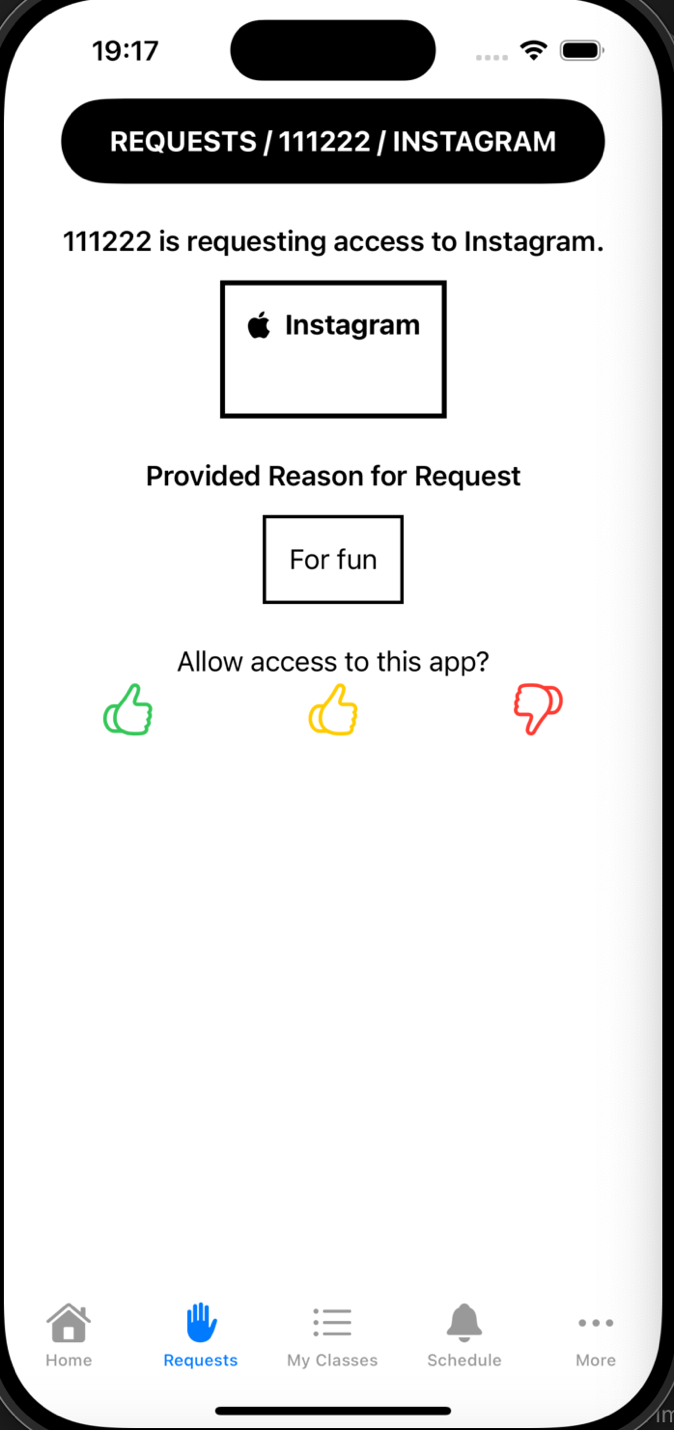 19:17
REQUESTS / 111222 / INSTAGRAM
111222 is requesting access to Instagram.
Instagram
Provided Reason for Request
For fun
Allow access to this app?
Home
Requests
My Classes
Schedule
More